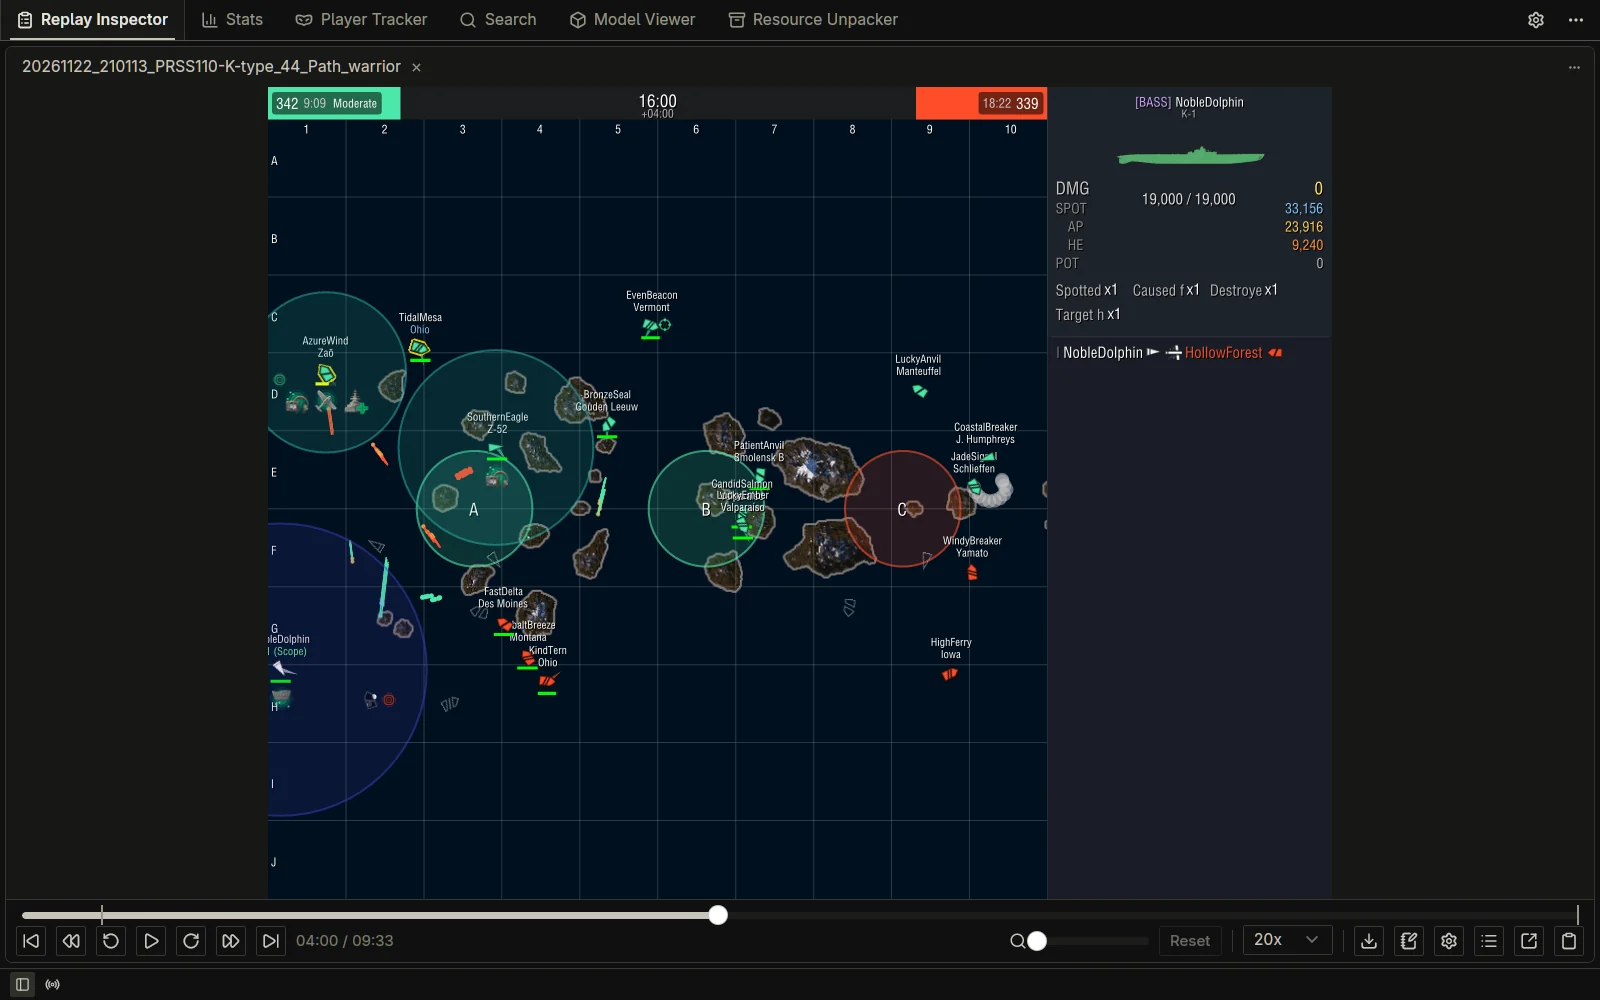 Replay Inspector
Stats
Player Tracker
Search
Model Viewer
Resource Unpacker
20261122_210113_PRSS110-K-type_44_Path_warrior
342 9:09 Moderate
16:00
+04:00
18:22 339
1 2 3 4 5 6 7 8 9 10
A
B
C
D
E
F
G
H
I
J
EvenBeacon
Vermont
TidalMesa
Ohio
AzureWind
Zaō
LuckyAnvil
Manteuffel
BronzeSeal
Gouden Leeuw
SouthernEagle
Z-52
CoastalBreaker
J. Humphreys
PatientAnvil
Smolensk B
JadeSignal
Schlieffen
CandidSalmon
LuckyEmber
Valparaiso
A
B
C
WindyBreaker
Yamato
FastDelta
Des Moines
SaltBreeze
Montana
KindTern
Ohio
bleDolphin
1 (Scope)
HighFerry
Iowa
[BASS] NobleDolphin
K-1
DMG 0
19,000 / 19,000
SPOT 33,156
AP 23,916
HE 9,240
POT 0
Spotted x1 Caused f x1 Destroye x1
Target h x1
NobleDolphin HollowForest
04:00 / 09:33
Reset
20x